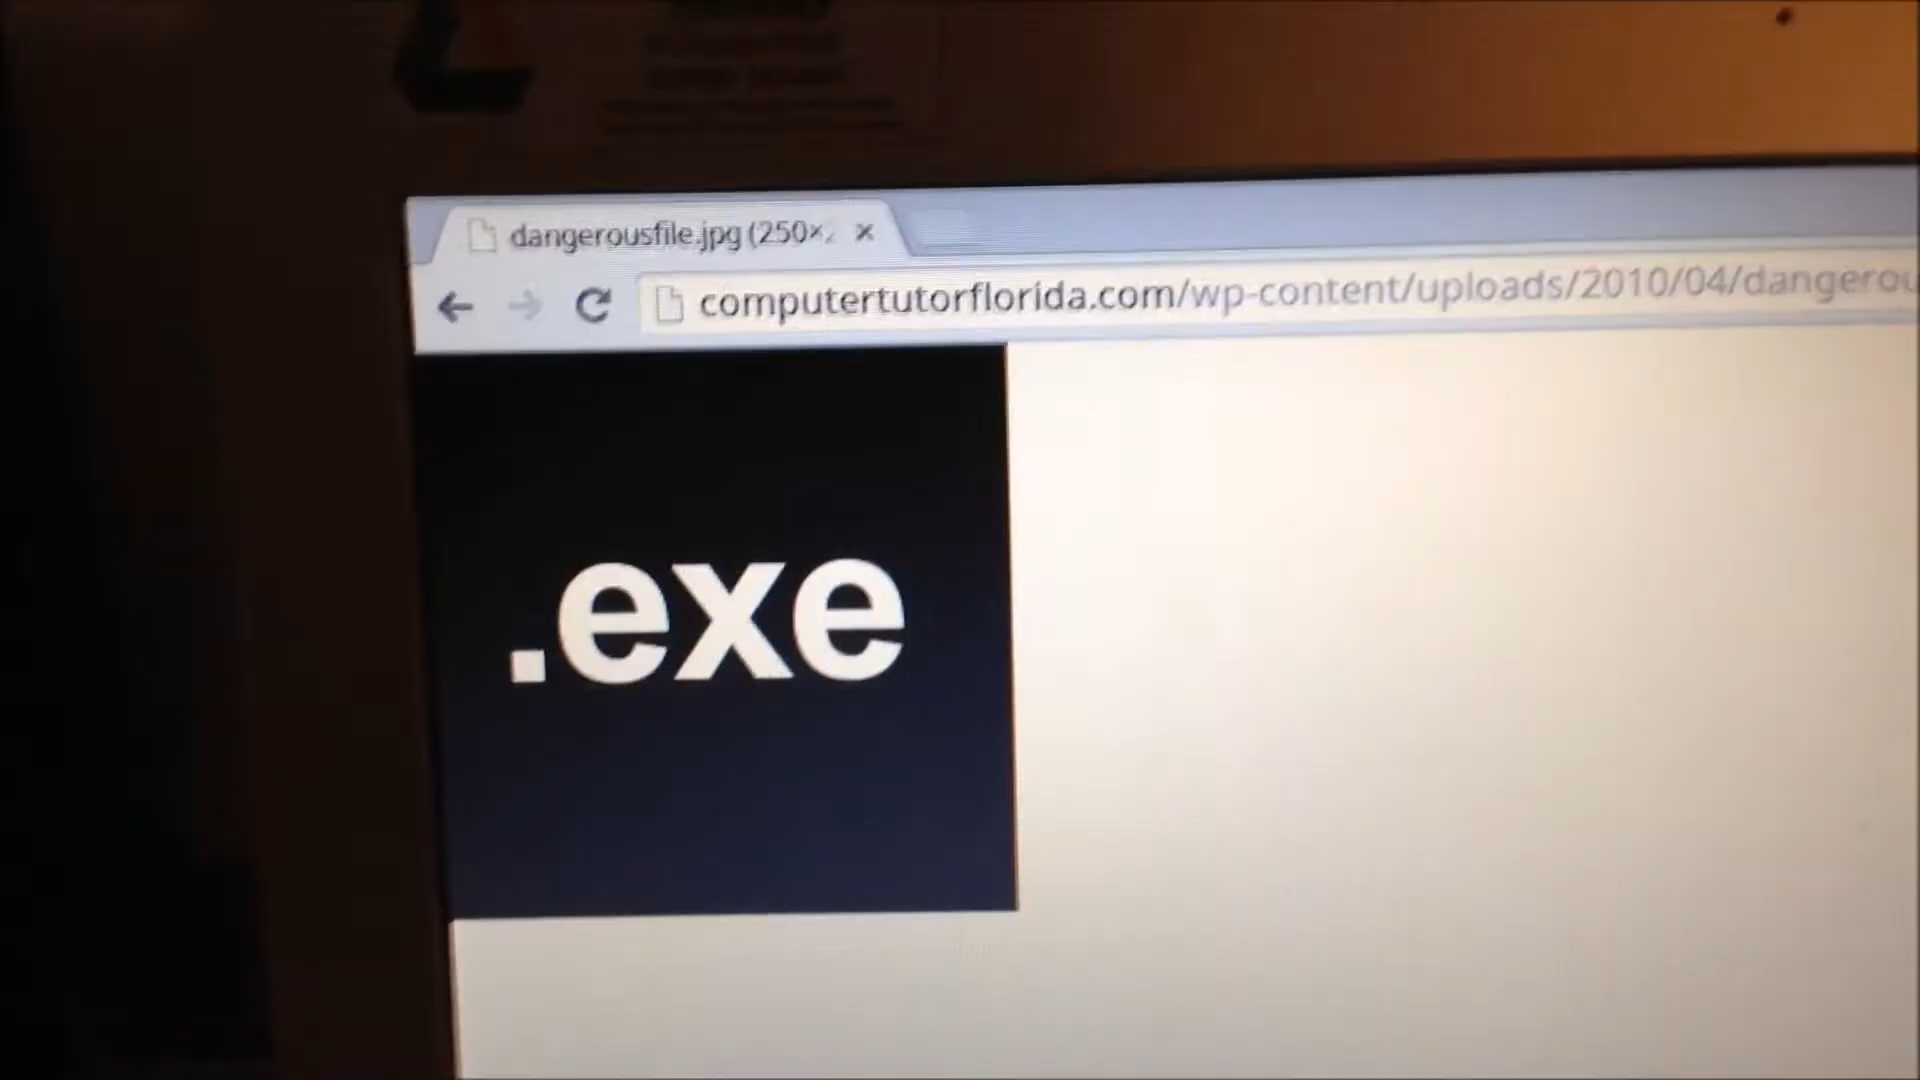 dangerousfile.jpg (250×
computertutorflorida.com/wp-content/uploads/2010/04/dangerou
.exe